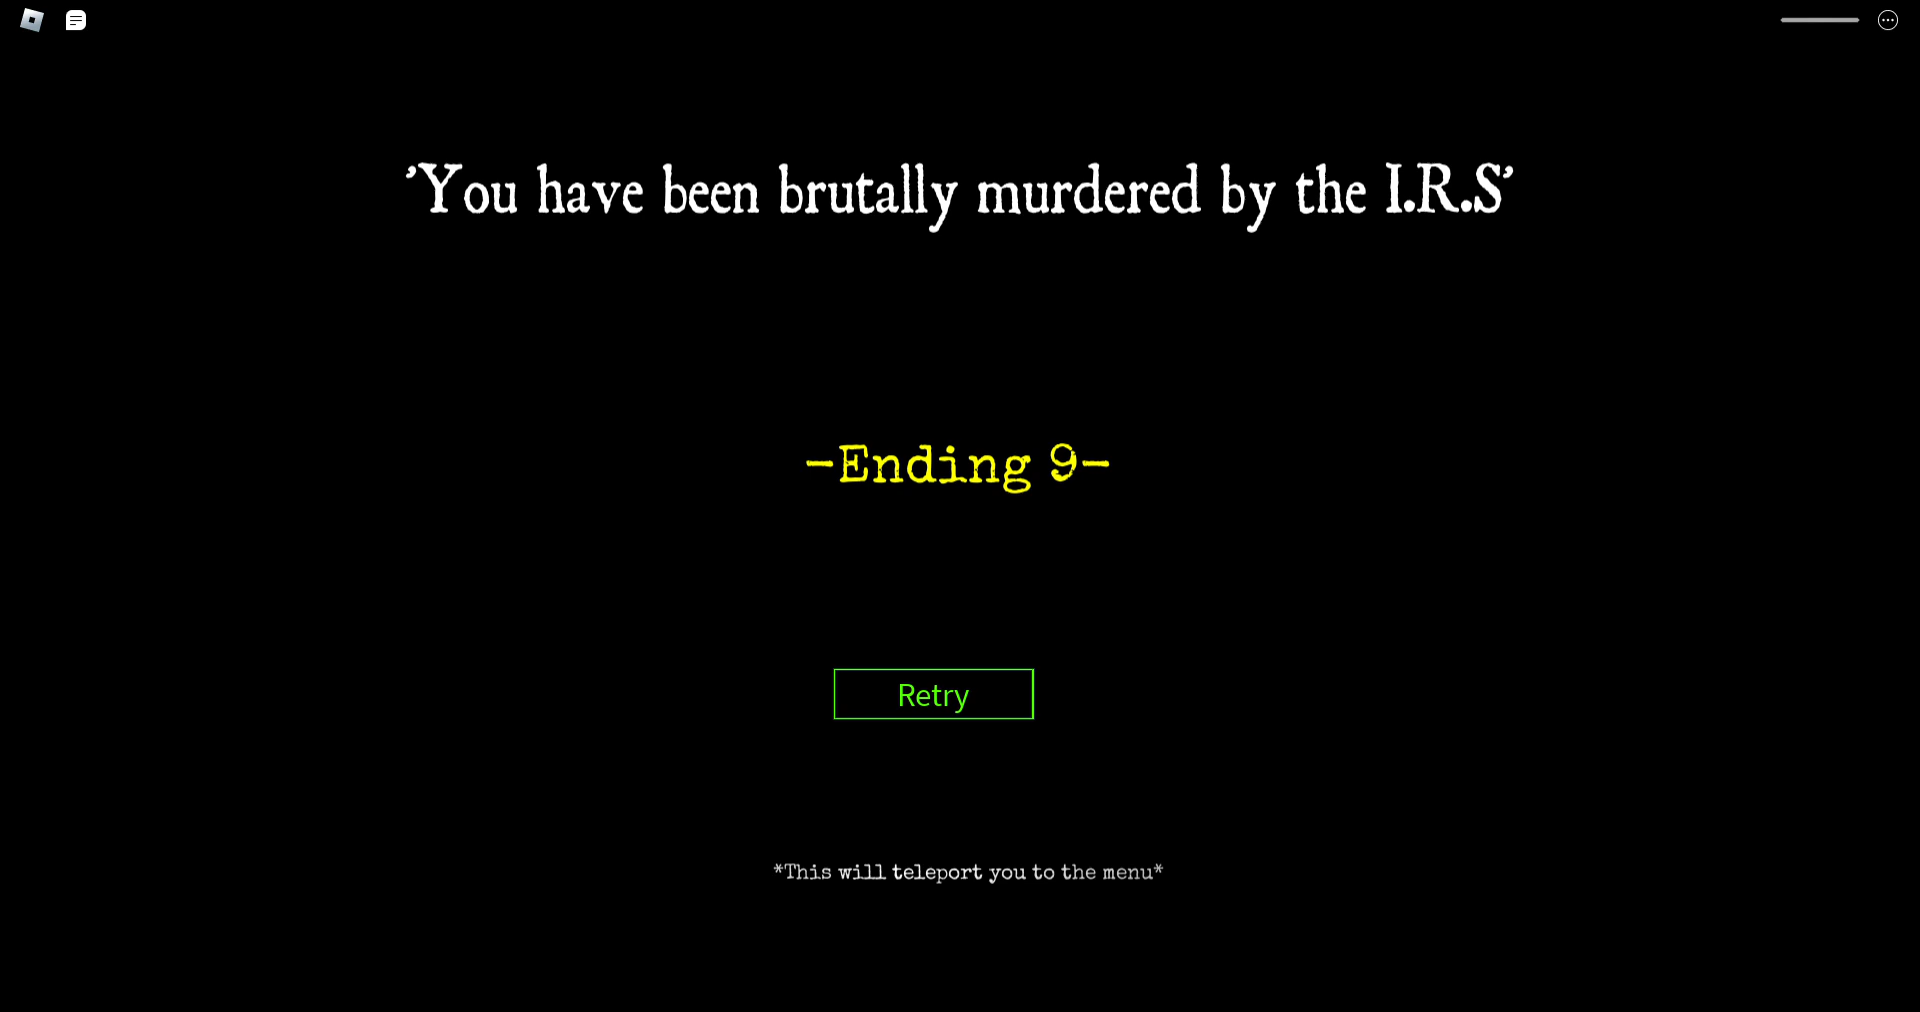 'You have been brutally murdered by the I.R.S'
-Ending 9-
Retry
*This will teleport you to the menu*